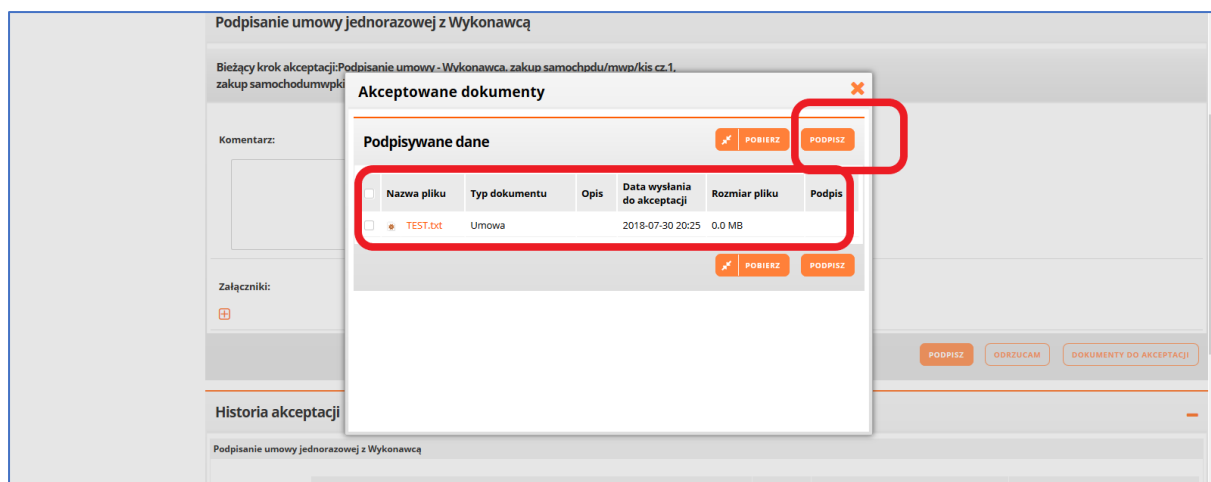 Podpisanie umowy jednorazowej z Wykonawcą
Bieżący krok akceptacji:Podpisanie umowy - Wykonawca. zakup samochpdu/mwp/kis cz.1,
zakup samochodumwpki
Akceptowane dokumenty
Komentarz:
Podpisywane dane
POBIERZ
PODPISZ
Nazwa pliku Typ dokumentu Opis Data wysłania do akceptacji Rozmiar pliku Podpis
TEST.txt Umowa 2018-07-30 20:25 0.0 MB
POBIERZ
PODPISZ
Załączniki:
PODPISZ
ODRZUCAM
DOKUMENTY DO AKCEPTACJI
Historia akceptacji
Podpisanie umowy jednorazowej z Wykonawcą